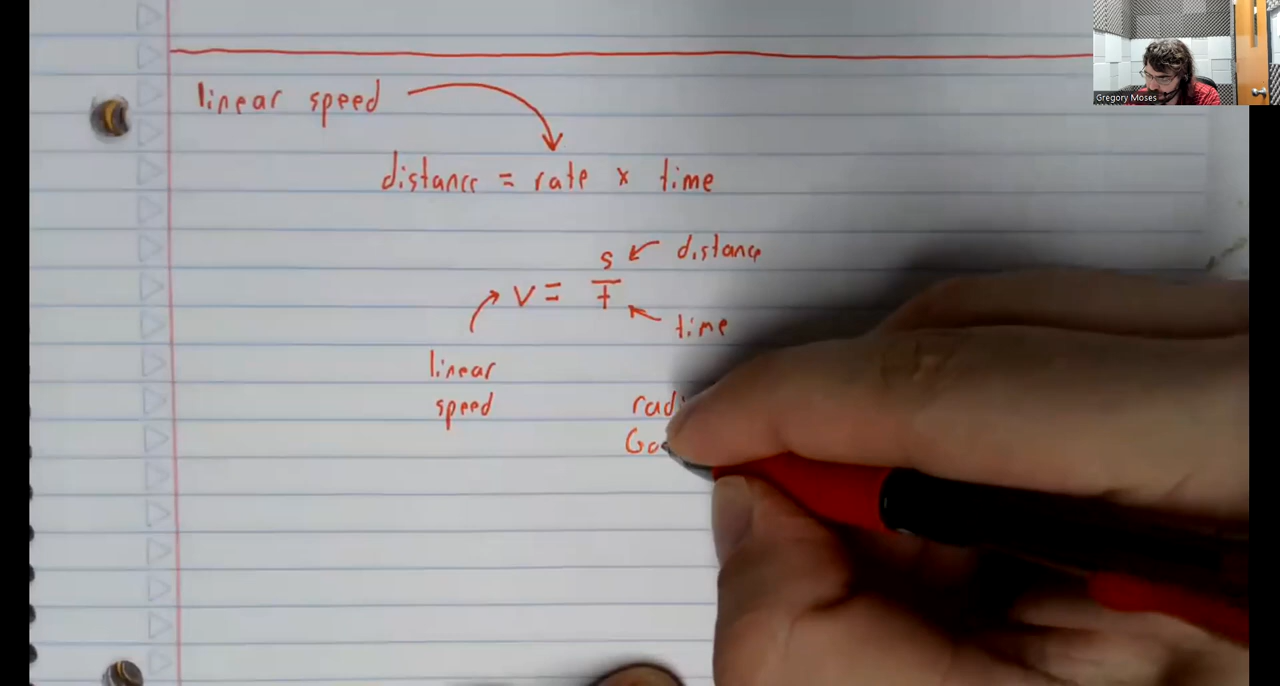 linear speed
distance = rate x time
s distance
v = t
time
linear
speed
Gregory Moses